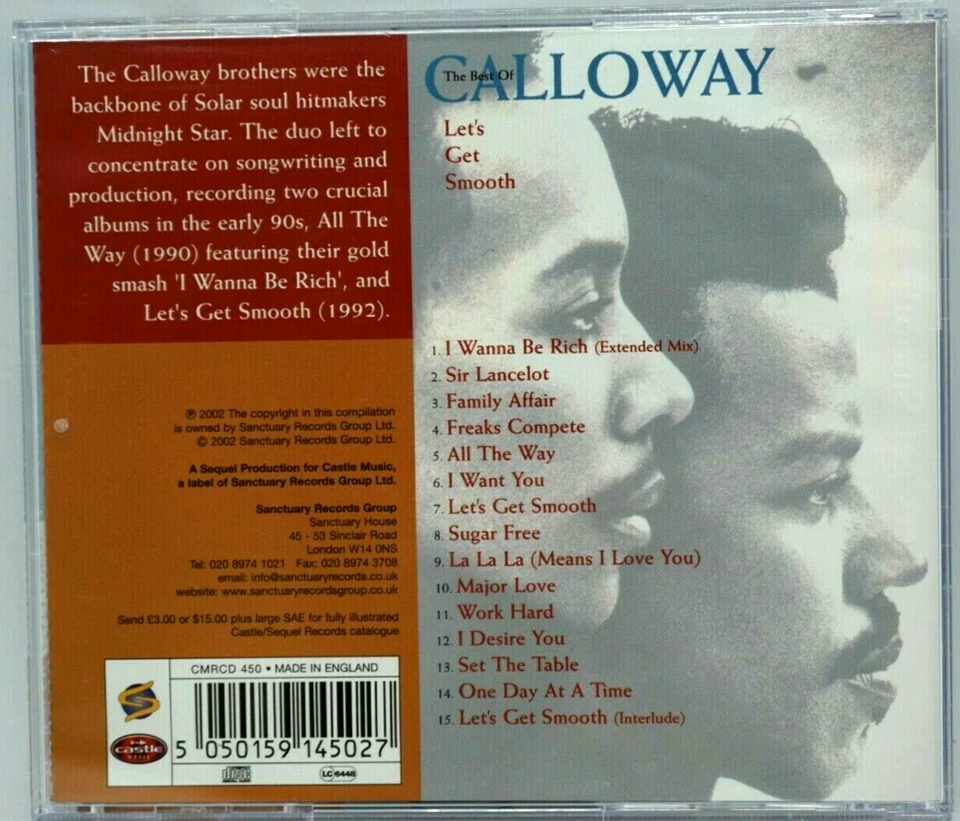 The Calloway brothers were the
backbone of Solar soul hitmakers
Midnight Star. The duo left to
concentrate on songwriting and
production, recording two crucial
albums in the early 90s, All The
Way (1990) featuring their gold
smash 'I Wanna Be Rich', and
Let's Get Smooth (1992).
℗ 2002 The copyright in this compilation
is owned by Sanctuary Records Group Ltd.
© 2002 Sanctuary Records Group Ltd.
A Sequel Production for Castle Music,
a label of Sanctuary Records Group Ltd.
Sanctuary Records Group
Sanctuary House
45 - 53 Sinclair Road
London W14 0NS
Tel: 020 8974 1021 Fax: 020 8974 3708
email: info@sanctuaryrecords.co.uk
website: www.sanctuaryrecordsgroup.co.uk
Send £3.00 or $15.00 plus large SAE for fully illustrated
Castle/Sequel Records catalogue
CMRCD 450 • MADE IN ENGLAND
castle
MUSIC
5 050159 145027
disc
LC 6448
The Best Of
CALLOWAY
Let's
Get
Smooth
1. I Wanna Be Rich (Extended Mix)
2. Sir Lancelot
3. Family Affair
4. Freaks Compete
5. All The Way
6. I Want You
7. Let's Get Smooth
8. Sugar Free
9. La La La (Means I Love You)
10. Major Love
11. Work Hard
12. I Desire You
13. Set The Table
14. One Day At A Time
15. Let's Get Smooth (Interlude)